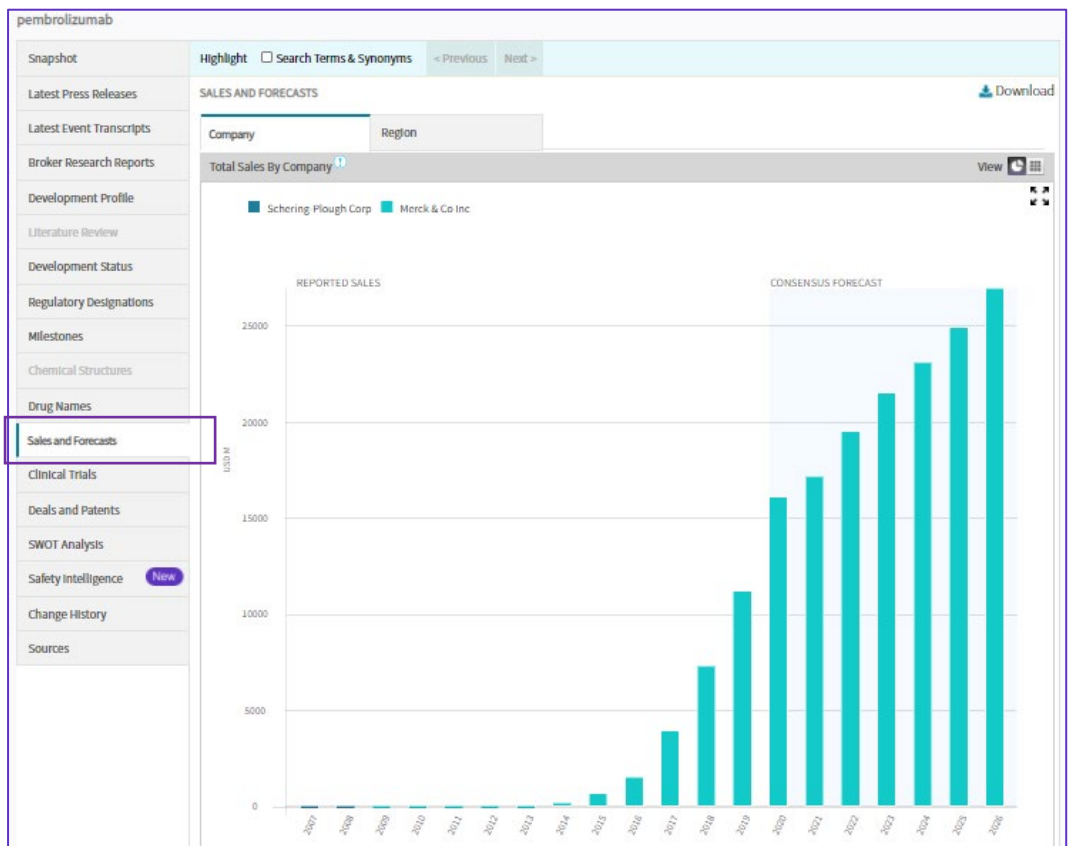 pembrolizumab
Snapshot
Latest Press Releases
Latest Event Transcripts
Broker Research Reports
Development Profile
Literature Review
Development Status
Regulatory Designations
Milestones
Chemical Structures
Drug Names
Sales and Forecasts
Clinical Trials
Deals and Patents
SWOT Analysis
Safety Intelligence New
Change History
Sources
Highlight Search Terms & Synonyms < Previous Next >
SALES AND FORECASTS Download
Company Region
Total Sales By Company View
Schering-Plough Corp Merck & Co Inc
REPORTED SALES CONSENSUS FORECAST
25000
20000
USD M
15000
10000
5000
0
2007 2008 2009 2010 2011 2012 2013 2014 2015 2016 2017 2018 2019 2020 2021 2022 2023 2024 2025 2026